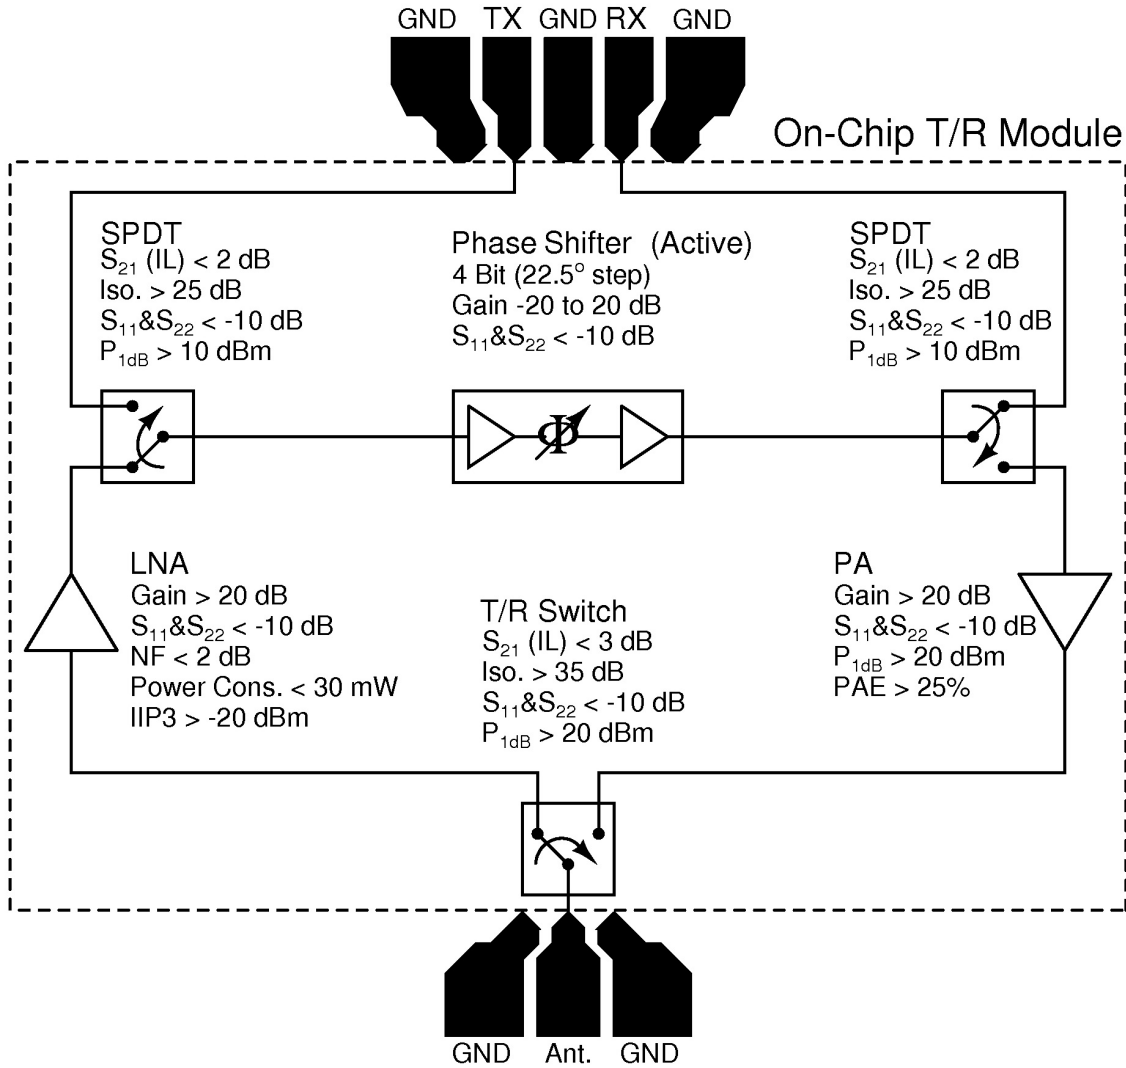 GND TX GND RX GND
On-Chip T/R Module
SPDT
S₂₁ (IL) < 2 dB
Iso. > 25 dB
S₁₁&S₂₂ < -10 dB
P₁dB > 10 dBm
Phase Shifter (Active)
4 Bit (22.5° step)
Gain -20 to 20 dB
S₁₁&S₂₂ < -10 dB
SPDT
S₂₁ (IL) < 2 dB
Iso. > 25 dB
S₁₁&S₂₂ < -10 dB
P₁dB > 10 dBm
Φ
LNA
Gain > 20 dB
S₁₁&S₂₂ < -10 dB
NF < 2 dB
Power Cons. < 30 mW
IIP3 > -20 dBm
T/R Switch
S₂₁ (IL) < 3 dB
Iso. > 35 dB
S₁₁&S₂₂ < -10 dB
P₁dB > 20 dBm
PA
Gain > 20 dB
S₁₁&S₂₂ < -10 dB
P₁dB > 20 dBm
PAE > 25%
GND Ant. GND